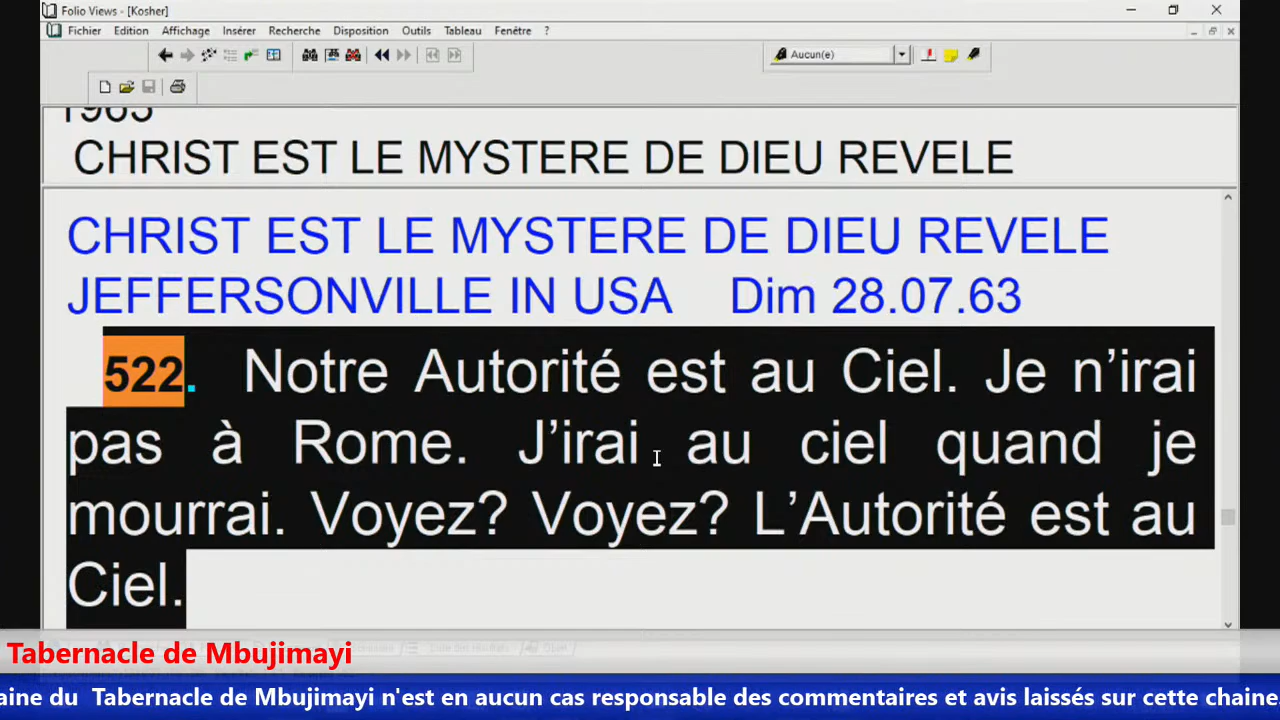 Folio Views - [Kosher]
Fichier Edition Affichage Insérer Recherche Disposition Outils Tableau Fenêtre ?
Aucun(e)
1963
CHRIST EST LE MYSTERE DE DIEU REVELE
CHRIST EST LE MYSTERE DE DIEU REVELE
JEFFERSONVILLE IN USA Dim 28.07.63
522. Notre Autorité est au Ciel. Je n’irai
pas à Rome. J’irai au ciel quand je
mourrai. Voyez? Voyez? L’Autorité est au
Ciel.
Tabernacle de Mbujimayi
aine du Tabernacle de Mbujimayi n'est en aucun cas responsable des commentaires et avis laissés sur cette chaine